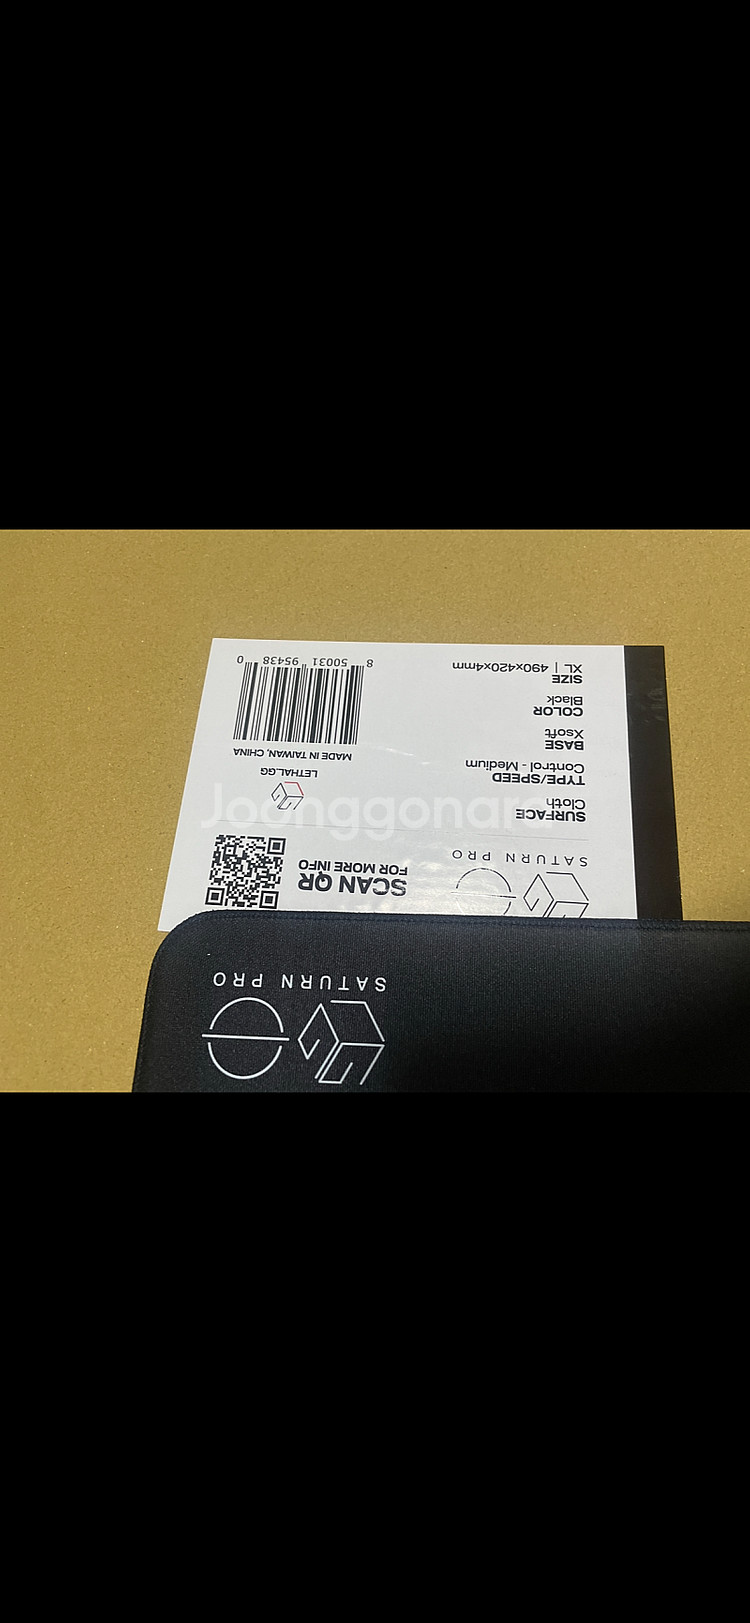 SATURN PRO
SCAN QR
FOR MORE INFO
SURFACE
Cloth
TYPE/SPEED
Control - Medium
BASE
Xsoft
COLOR
Black
SIZE
XL | 490x420x4mm
LETHAL.GG
MADE IN TAIWAN, CHINA
8 50031 95438 0
SATURN PRO
Joonggonara